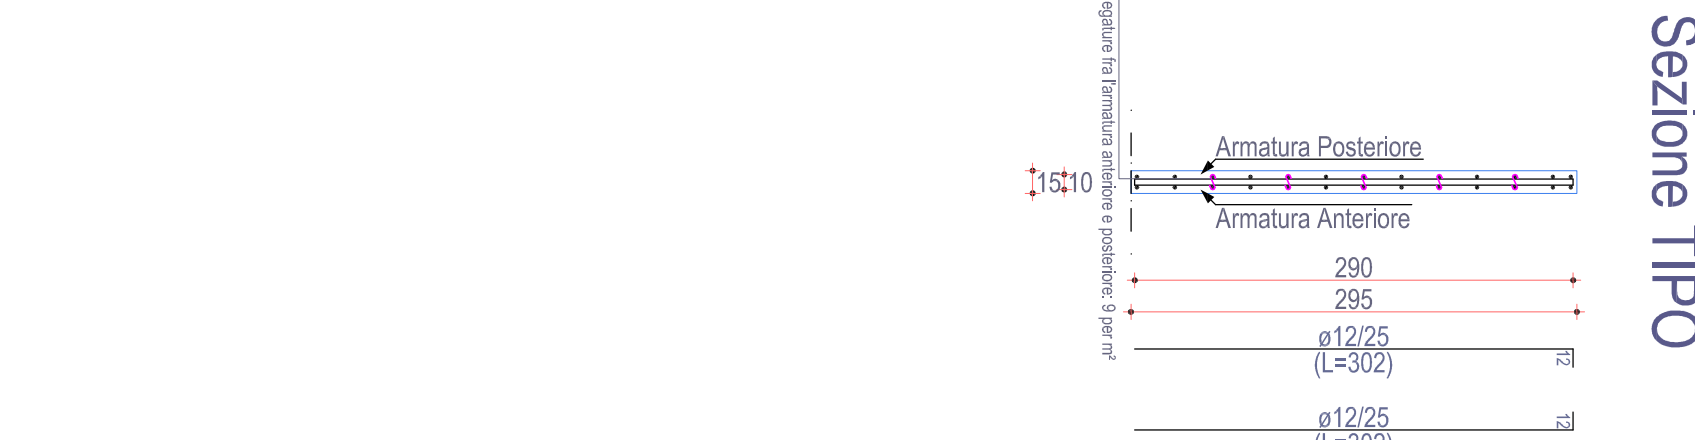 egature fra l'armatura anteriore e posteriore: 9 per m²
Sezione TIPO
Armatura Posteriore
15 10
Armatura Anteriore
290
295
ø12/25
(L=302)
12
ø12/25
12
(L=302)